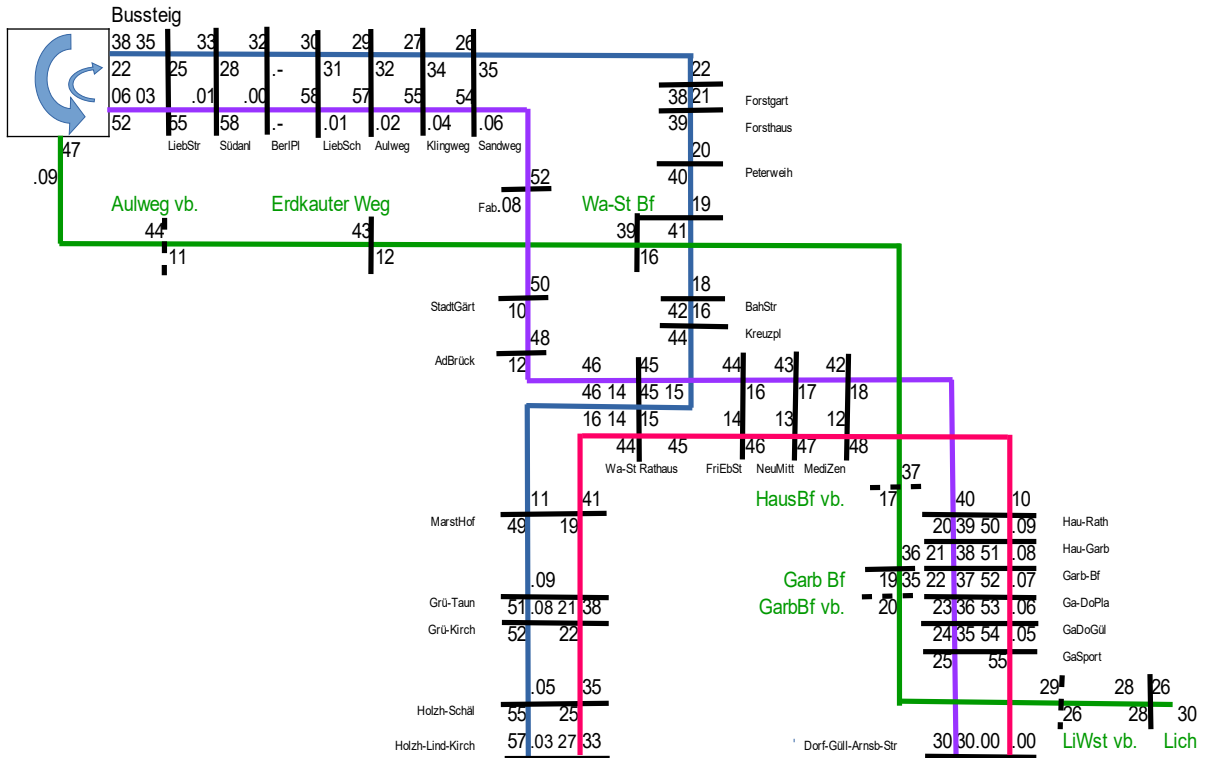 Bussteig
38 35 33 32 30 29 27 26
22 25 28 .- 31 32 34 35 22
06 03 .01 .00 58 57 55 54 38 21 Forstgart
52 55 58 .- .01 .02 .04 .06 39 Forsthaus
LiebStr Südanl BerlPl LiebSch Aulweg Klingweg Sandweg
47 20
.09 52 40 Peterweih
Aulweg vb. Erdkauter Weg Fab. .08 Wa-St Bf 19
44 43 39 41
11 12 16
50 18
StadtGärt 10 42 16 BahStr
48 44 Kreuzpl
AdBrück 12
46 45 44 43 42
46 14 45 15 16 17 18
16 14 15 14 13 12
44 45 46 47 48
Wa-St Rathaus FriEbSt NeuMitt MediZen
37
HausBf vb. 17
11 41 40 10
MarstHof 49 19 20 39 50 .09 Hau-Rath
36 21 38 51 .08 Hau-Garb
.09 Garb Bf 19 35 22 37 52 .07 Garb-Bf
Grü-Taun 51 .08 21 38 GarbBf vb. 20 23 36 53 .06 Ga-DoPla
Grü-Kirch 52 22 24 35 54 .05 GaDoGül
25 55 GaSport
.05 35 29 28 26
Holzh-Schäl 55 25 26 28 30
Holzh-Lind-Kirch 57 .03 27 33 Dorf-Güll-Arnsb-Str 30 30 .00 .00 LiWst vb. Lich